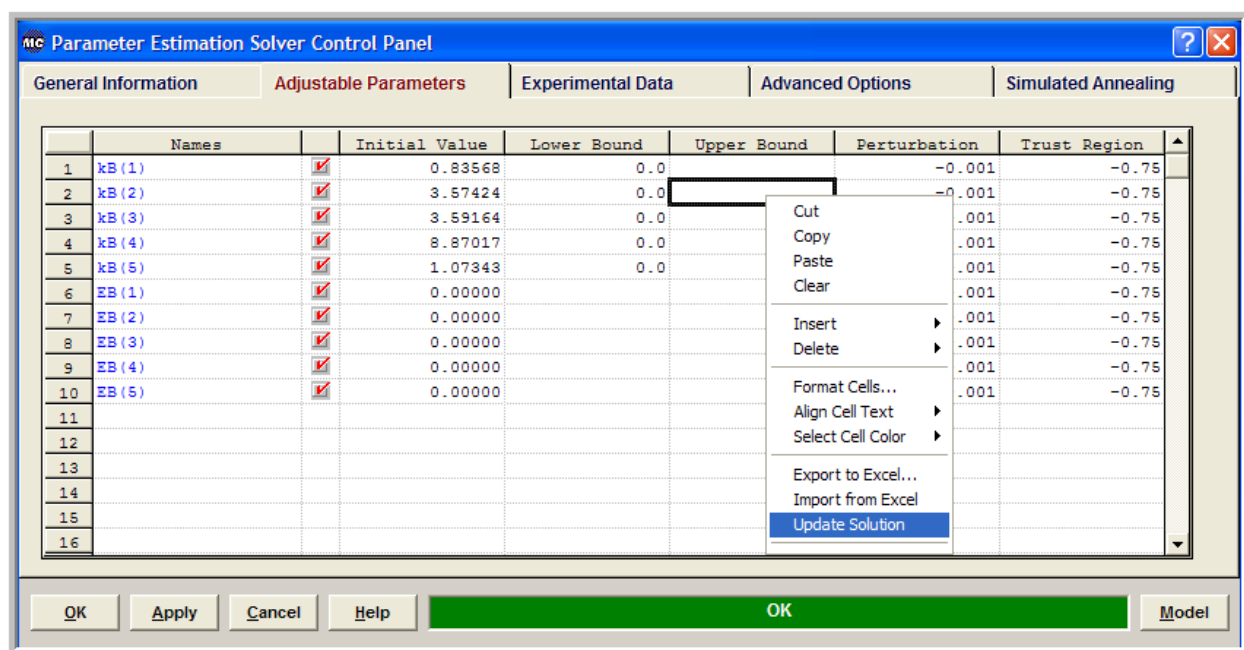 MC Parameter Estimation Solver Control Panel ? X
General Information Adjustable Parameters Experimental Data Advanced Options Simulated Annealing
Names Initial Value Lower Bound Upper Bound Perturbation Trust Region
1 kB(1) 0.83568 0.0 -0.001 -0.75
2 kB(2) 3.57424 0.0 -0.001 -0.75
3 kB(3) 3.59164 0.0 .001 -0.75
4 kB(4) 8.87017 0.0 .001 -0.75
5 kB(5) 1.07343 0.0 .001 -0.75
6 EB(1) 0.00000 .001 -0.75
7 EB(2) 0.00000 .001 -0.75
8 EB(3) 0.00000 .001 -0.75
9 EB(4) 0.00000 .001 -0.75
10 EB(5) 0.00000 .001 -0.75
11
12
13
14
15
16
Cut
Copy
Paste
Clear
Insert
Delete
Format Cells...
Align Cell Text
Select Cell Color
Export to Excel...
Import from Excel
Update Solution
OK Apply Cancel Help OK Model